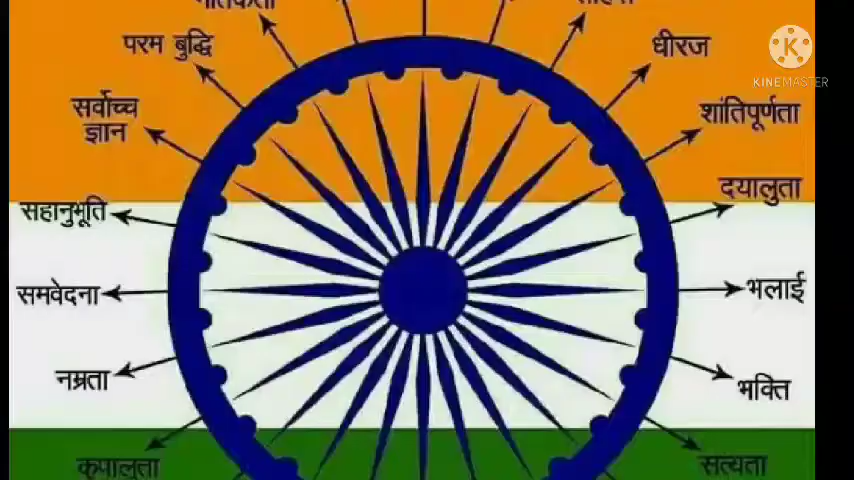 परम बुद्धि
धीरज
KINEMASTER
सर्वोच्च
ज्ञान
शांतिपूर्णता
दयालुता
सहानुभूति
समवेदना
भलाई
नम्रता
भक्ति
कृपालुता
सत्यता